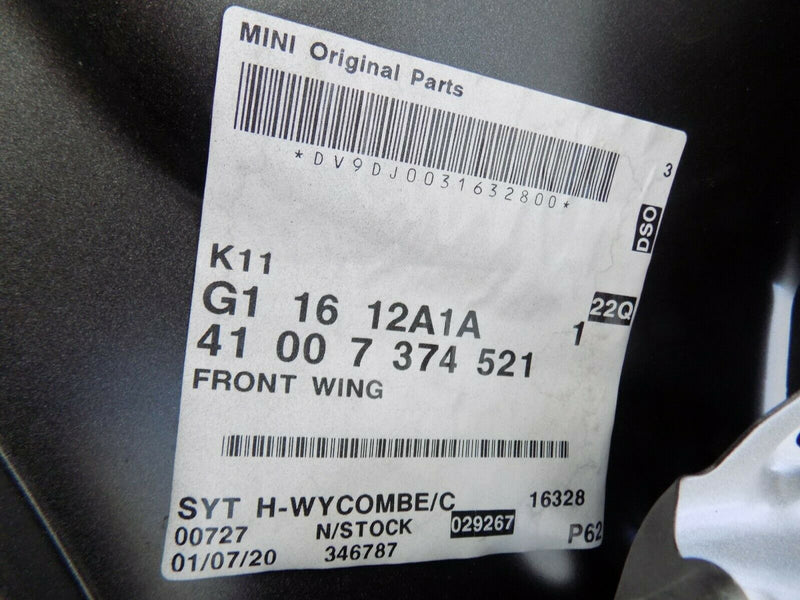 MINI Original Parts
*DV9DJ0031632800*
3
DSO
K11
G1 16 12A1A
22Q
1
41 00 7 374 521
FRONT WING
SYT H-WYCOMBE/C 16328
00727 N/STOCK 029267 P62
01/07/20 346787